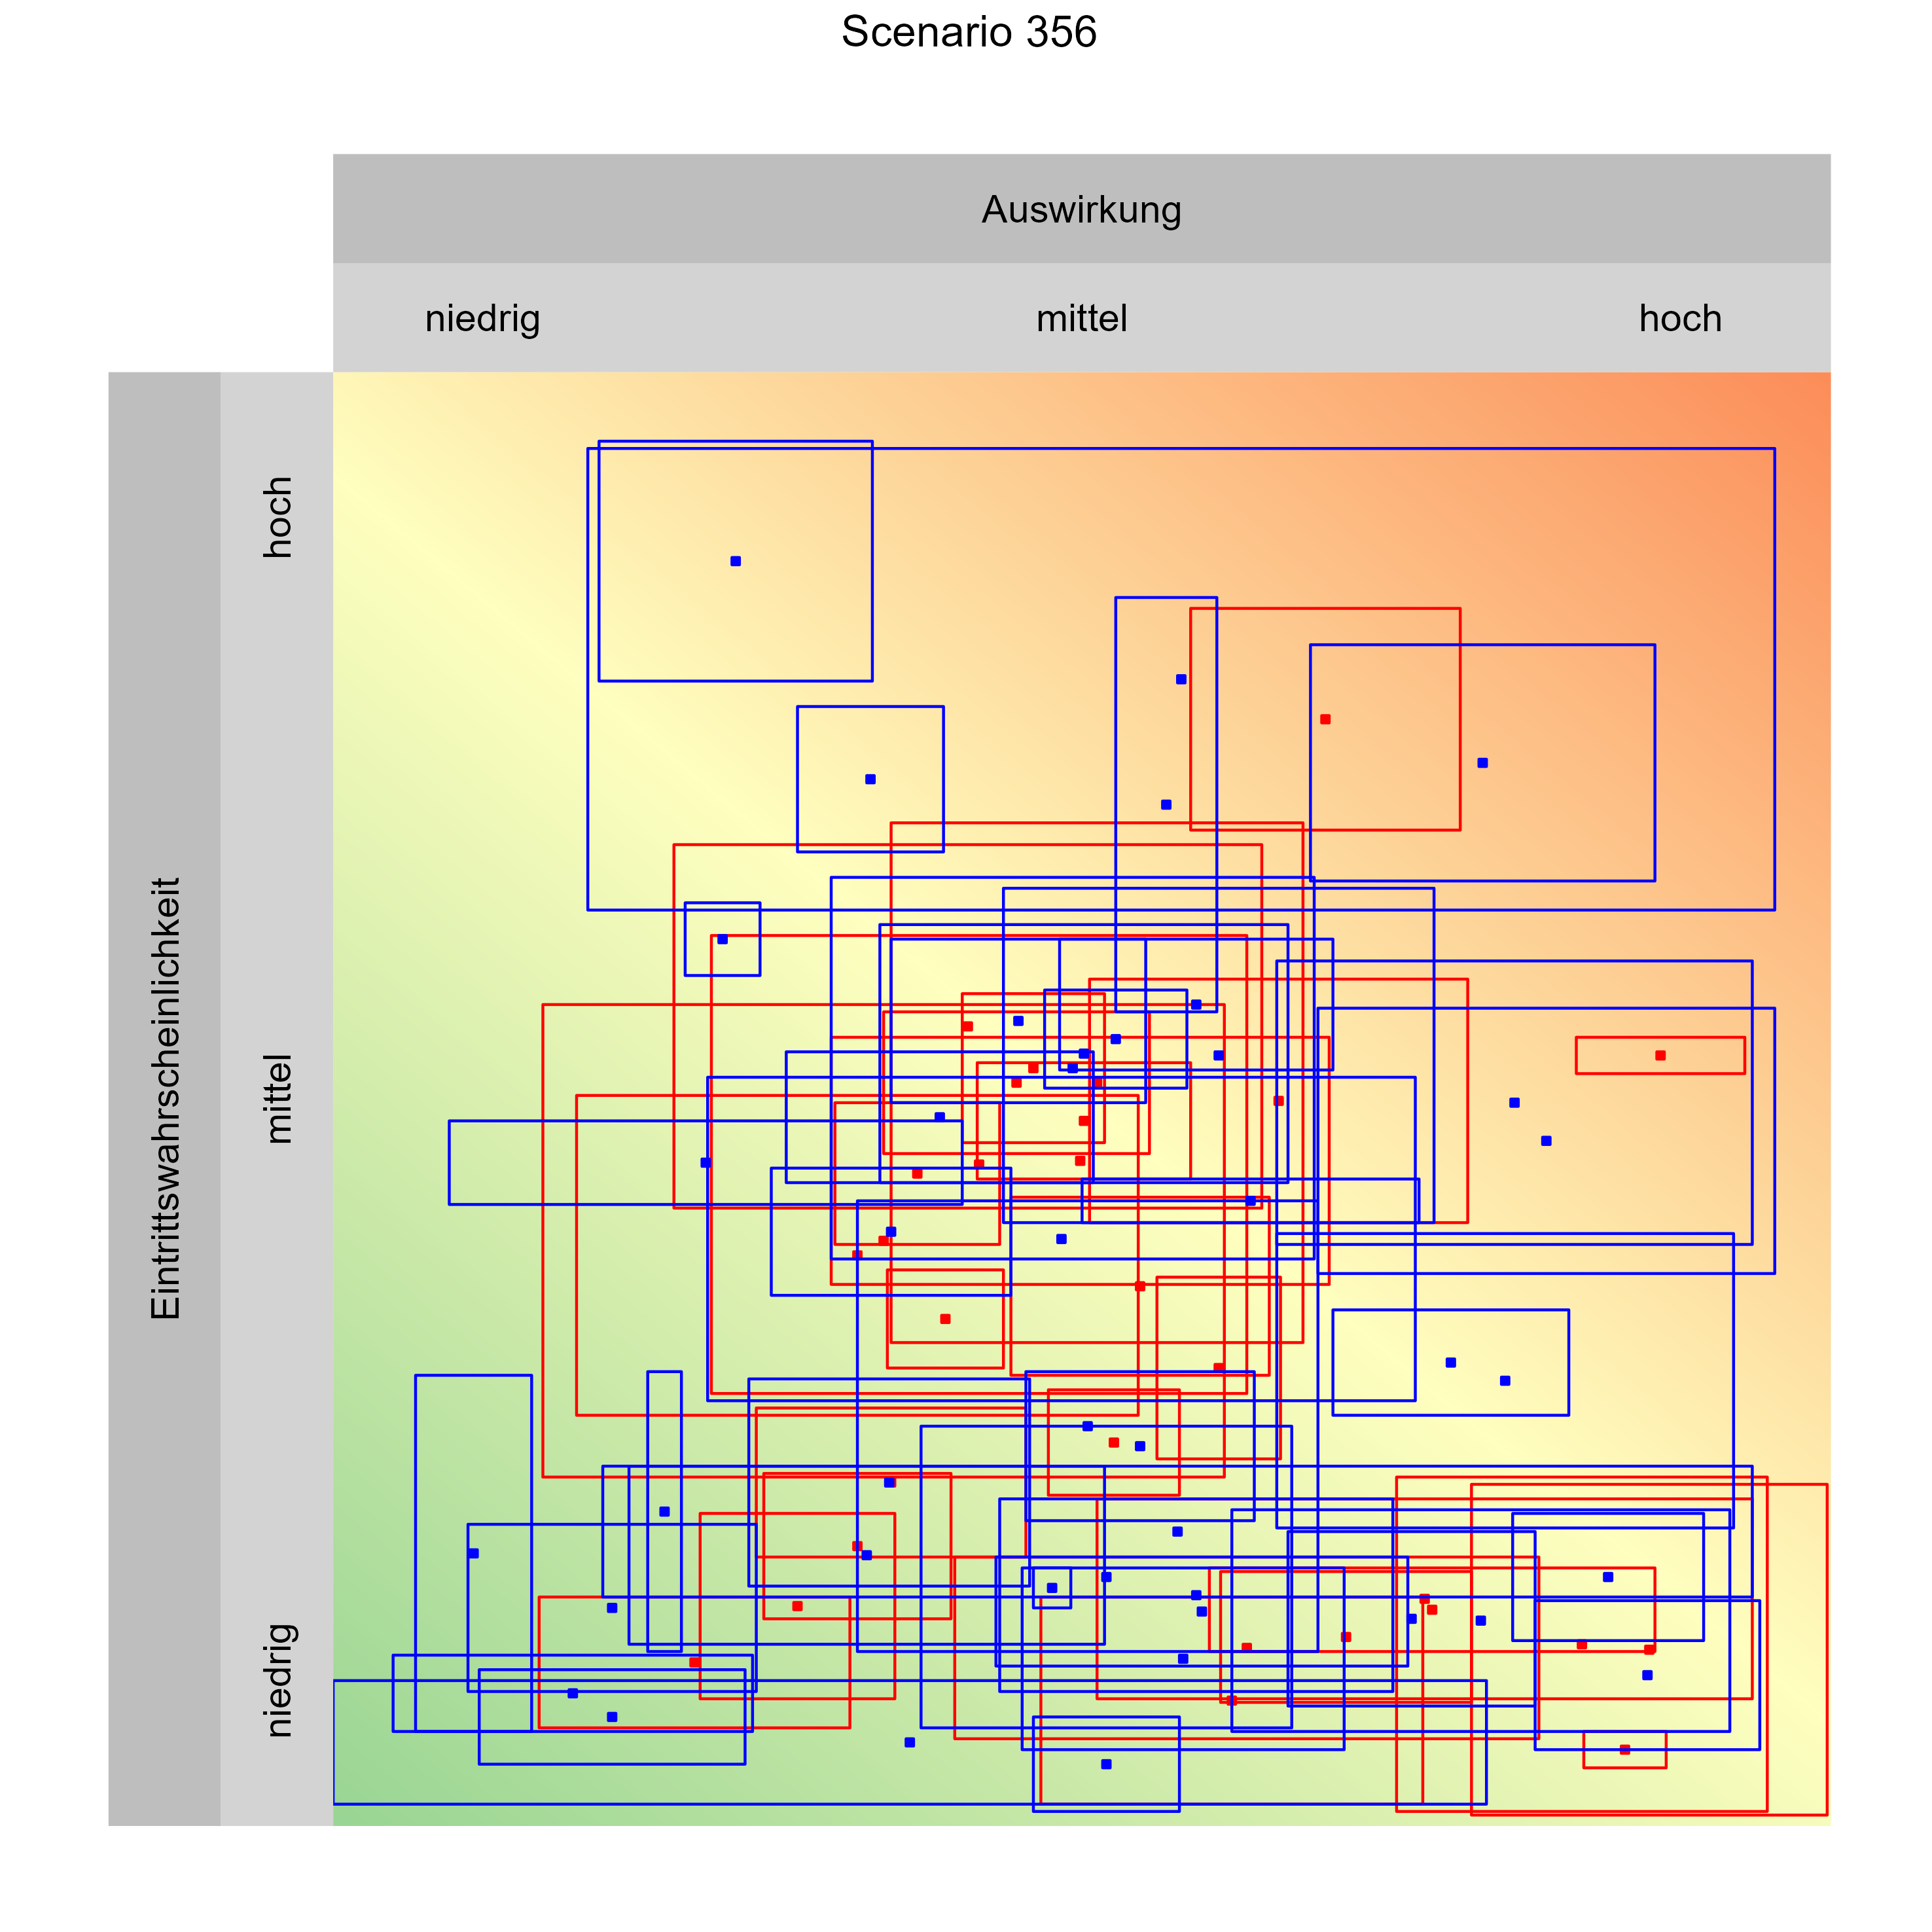 Scenario 356
Auswirkung
niedrig
mittel
hoch
Eintrittswahrscheinlichkeit
hoch
mittel
niedrig